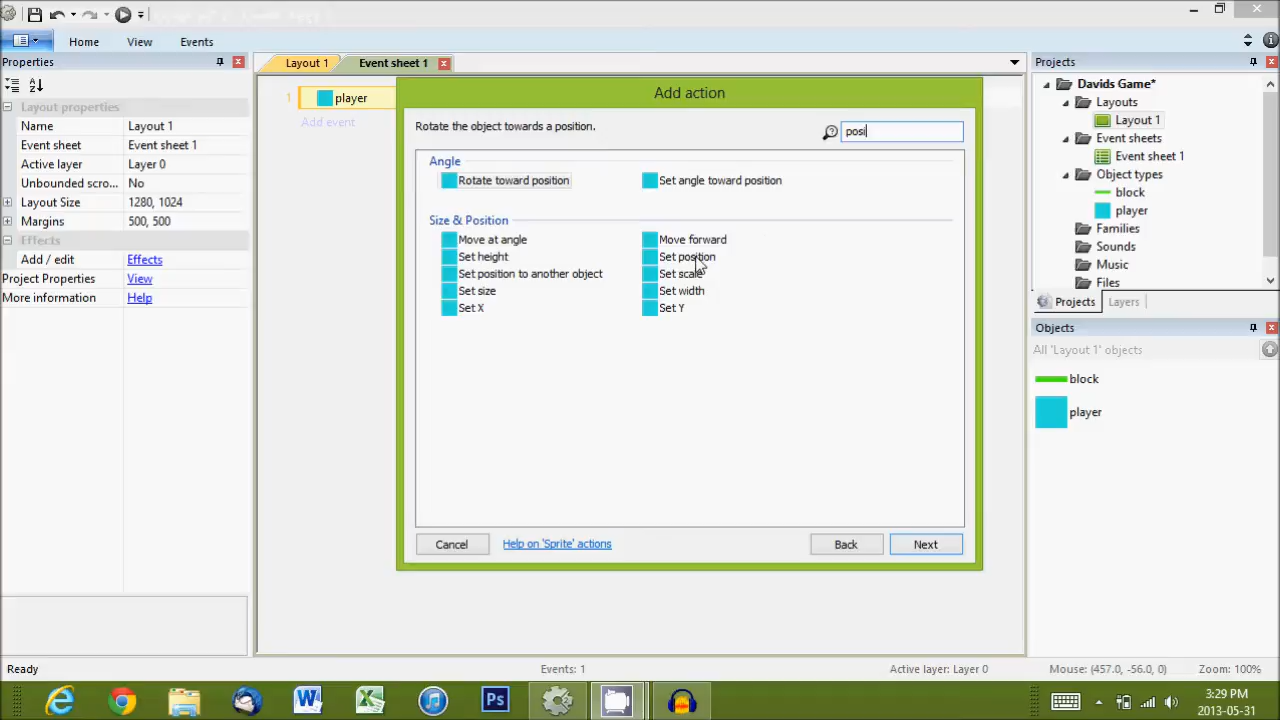 Home View Events
Properties
Layout 1 Event sheet 1
Projects
Layout properties
Name Layout 1
Event sheet Event sheet 1
Active layer Layer 0
Unbounded scro... No
Layout Size 1280, 1024
Margins 500, 500
Effects
Add / edit Effects
Project Properties View
More information Help
1 player
Add event
Add action
Rotate the object towards a position.
posi
Angle
Rotate toward position Set angle toward position
Size & Position
Move at angle Move forward
Set height Set position
Set position to another object Set scale
Set size Set width
Set X Set Y
Cancel Help on 'Sprite' actions Back Next
Davids Game*
Layouts
Layout 1
Event sheets
Event sheet 1
Object types
block
player
Families
Sounds
Music
Files
Projects Layers
Objects
All 'Layout 1' objects
block
player
Ready Events: 1 Active layer: Layer 0 Mouse: (457.0, -56.0, 0) Zoom: 100%
W X Ps
3:29 PM
2013-05-31